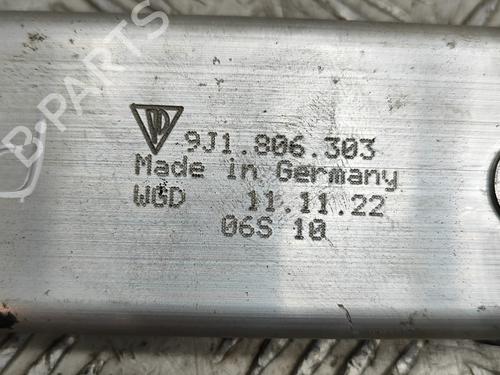 9J1.806.303
Made in Germany
WGD 11.11.22
06S 10
B-PARTS